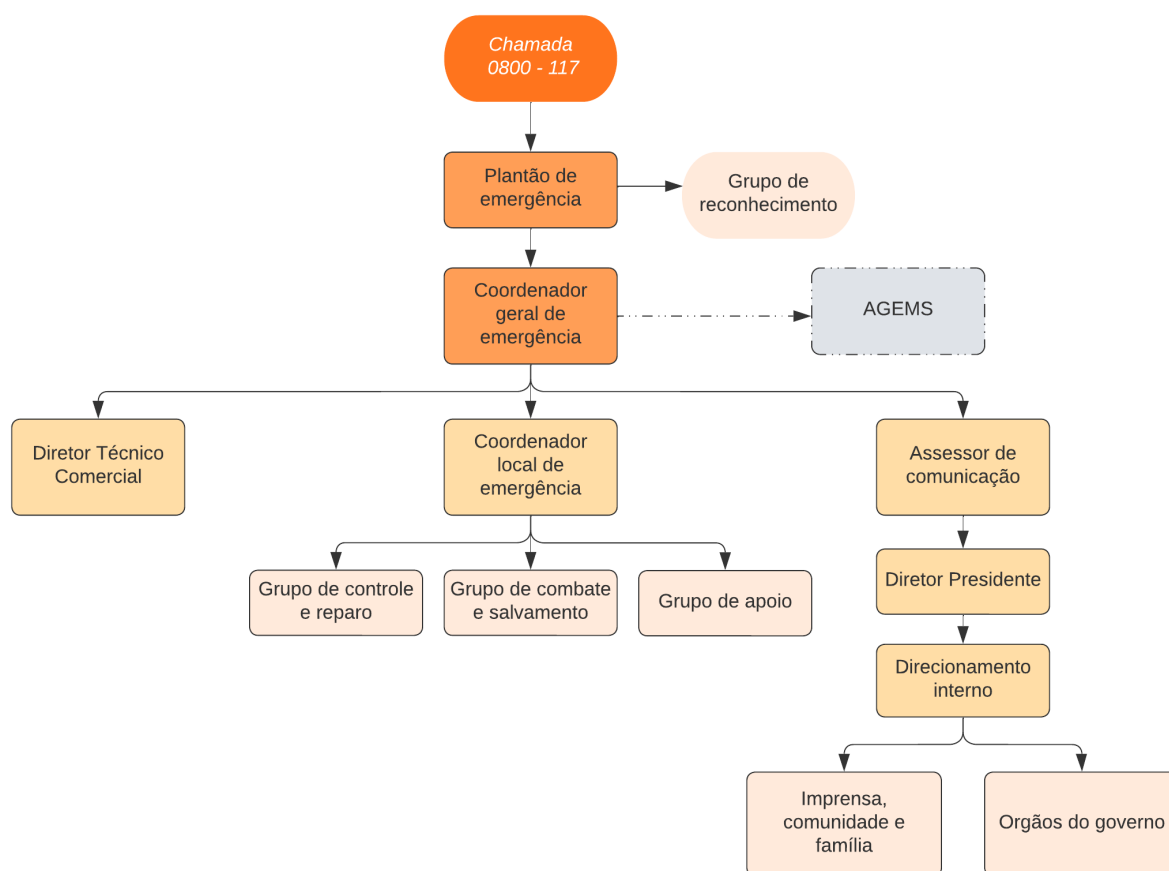 Chamada
0800 - 117
Plantão de
emergência
Grupo de
reconhecimento
Coordenador
geral de
emergência
AGEMS
Diretor Técnico
Comercial
Coordenador
local de
emergência
Assessor de
comunicação
Grupo de controle
e reparo
Grupo de combate
e salvamento
Grupo de apoio
Diretor Presidente
Direcionamento
interno
Imprensa,
comunidade e
família
Orgãos do governo